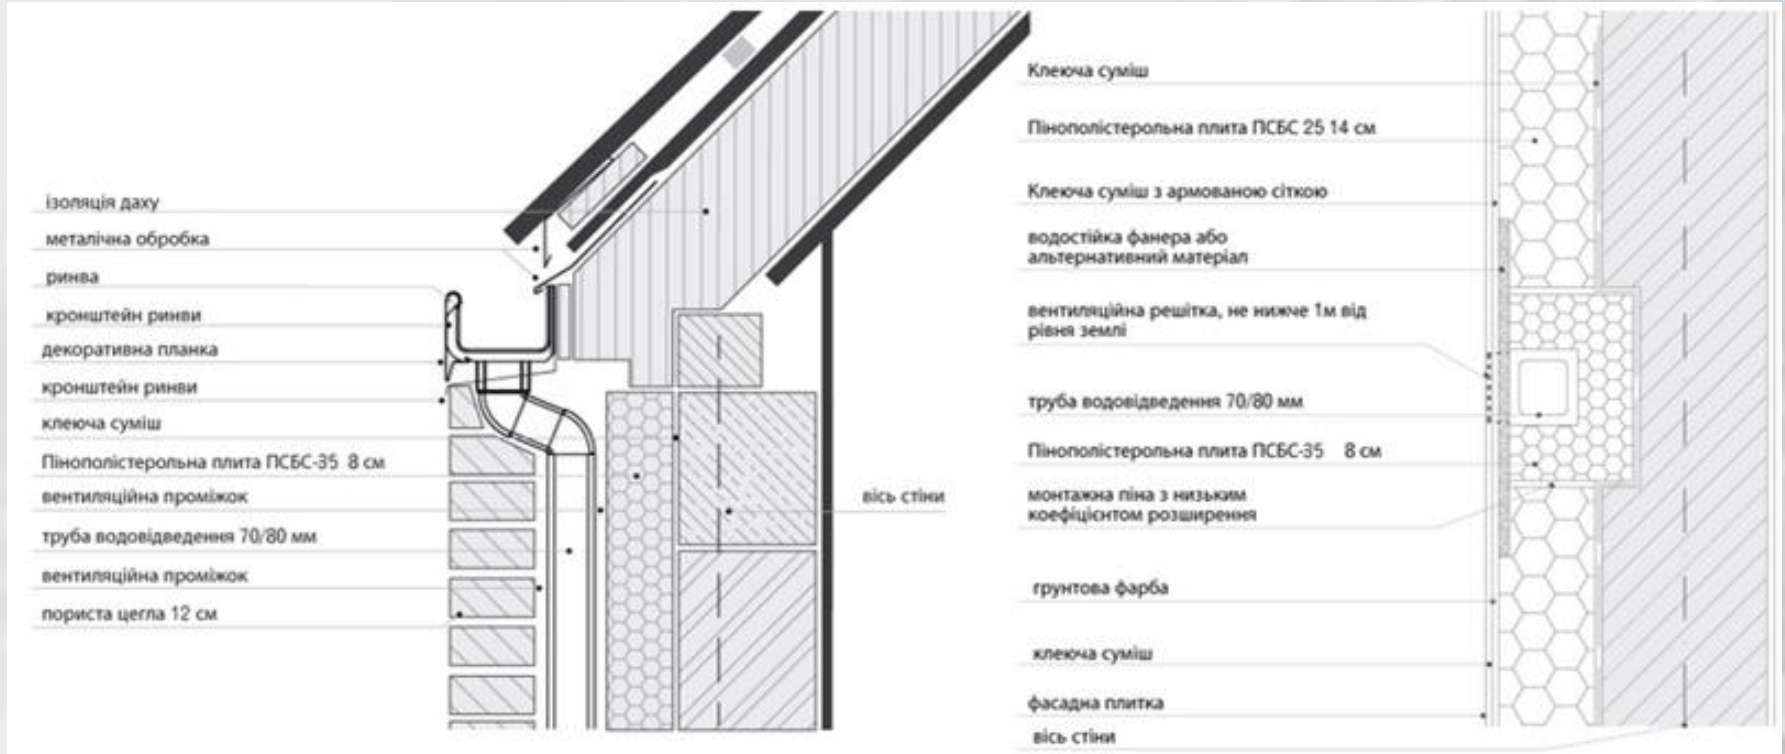 ізоляція даху
металічна обробка
ринва
кронштейн ринви
декоративна планка
кронштейн ринви
клеюча суміш
Пінополістерольна плита ПСБС-35 8 см
вентиляційна проміжок
труба водовідведення 70/80 мм
вентиляційна проміжок
пориста цегла 12 см
вісь стіни
Клеюча суміш
Пінополістерольна плита ПСБС 25 14 см
Клеюча суміш з армованою сіткою
водостійка фанера або
альтернативний матеріал
вентиляційна решітка, не нижче 1м від
рівня землі
труба водовідведення 70/80 мм
Пінополістерольна плита ПСБС-35 8 см
монтажна піна з низьким
коефіцієнтом розширення
грунтова фарба
клеюча суміш
фасадна плитка
вісь стіни